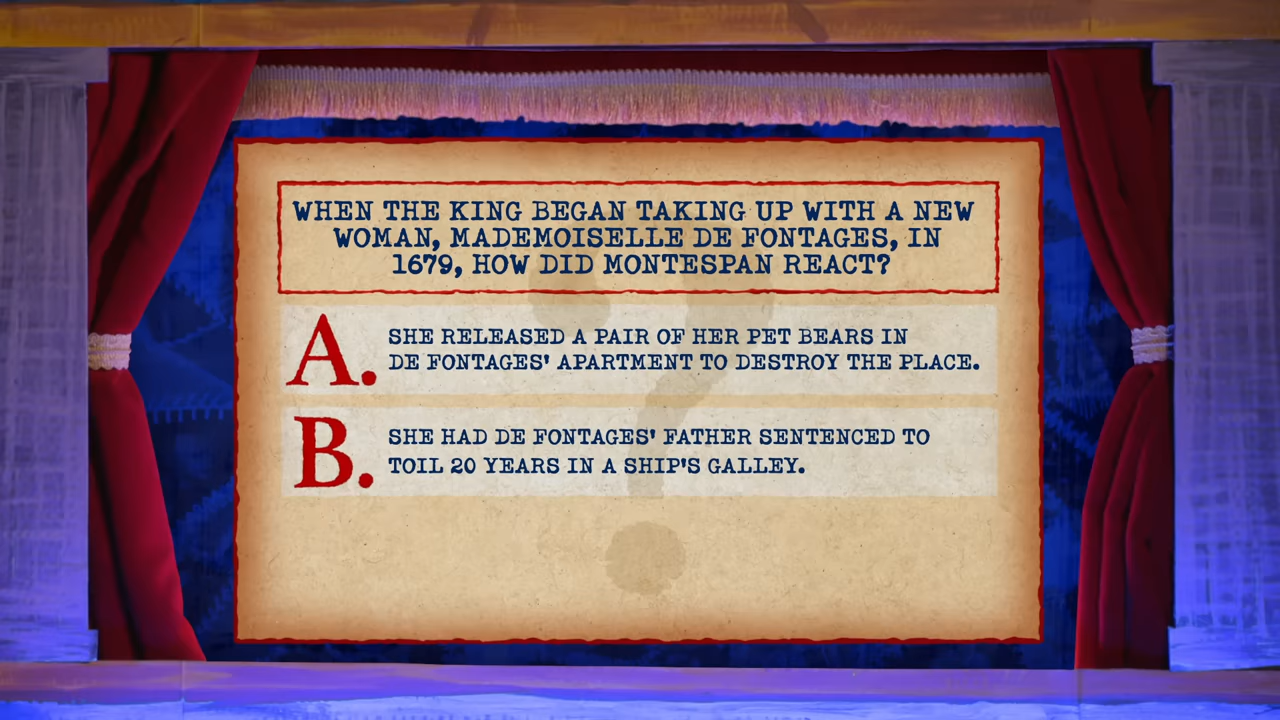 WHEN THE KING BEGAN TAKING UP WITH A NEW
WOMAN, MADEMOISELLE DE FONTAGES, IN
1679, HOW DID MONTESPAN REACT?
A. SHE RELEASED A PAIR OF HER PET BEARS IN
DE FONTAGES' APARTMENT TO DESTROY THE PLACE.
B. SHE HAD DE FONTAGES' FATHER SENTENCED TO
TOIL 20 YEARS IN A SHIP'S GALLEY.